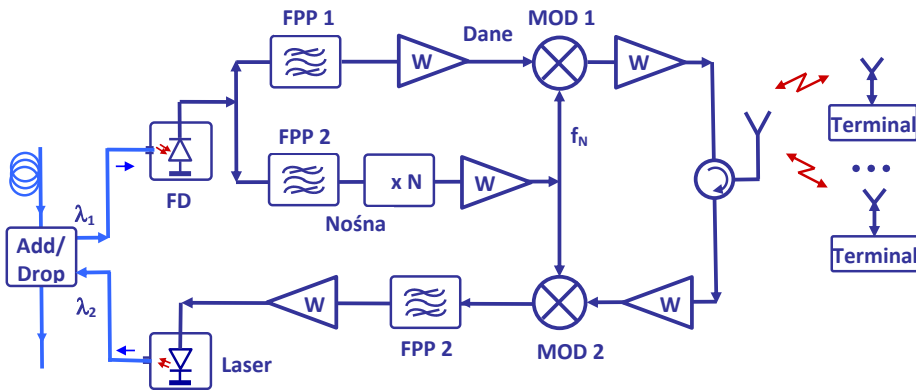 FPP 1
MOD 1
Dane
W
W
FPP 2
f_N
Terminal
FD
x N
W
λ₁
Nośna
Add/
Drop
Terminal
λ₂
W
W
FPP 2
MOD 2
Laser